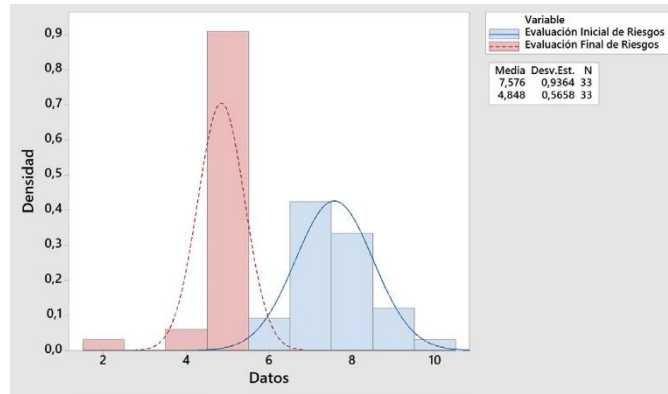 Variable
Evaluación Inicial de Riesgos
Evaluación Final de Riesgos
Media Desv.Est. N
7,576 0,9364 33
4,848 0,5658 33
Densidad
0,9
0,8
0,7
0,6
0,5
0,4
0,3
0,2
0,1
0,0
2 4 6 8 10
Datos